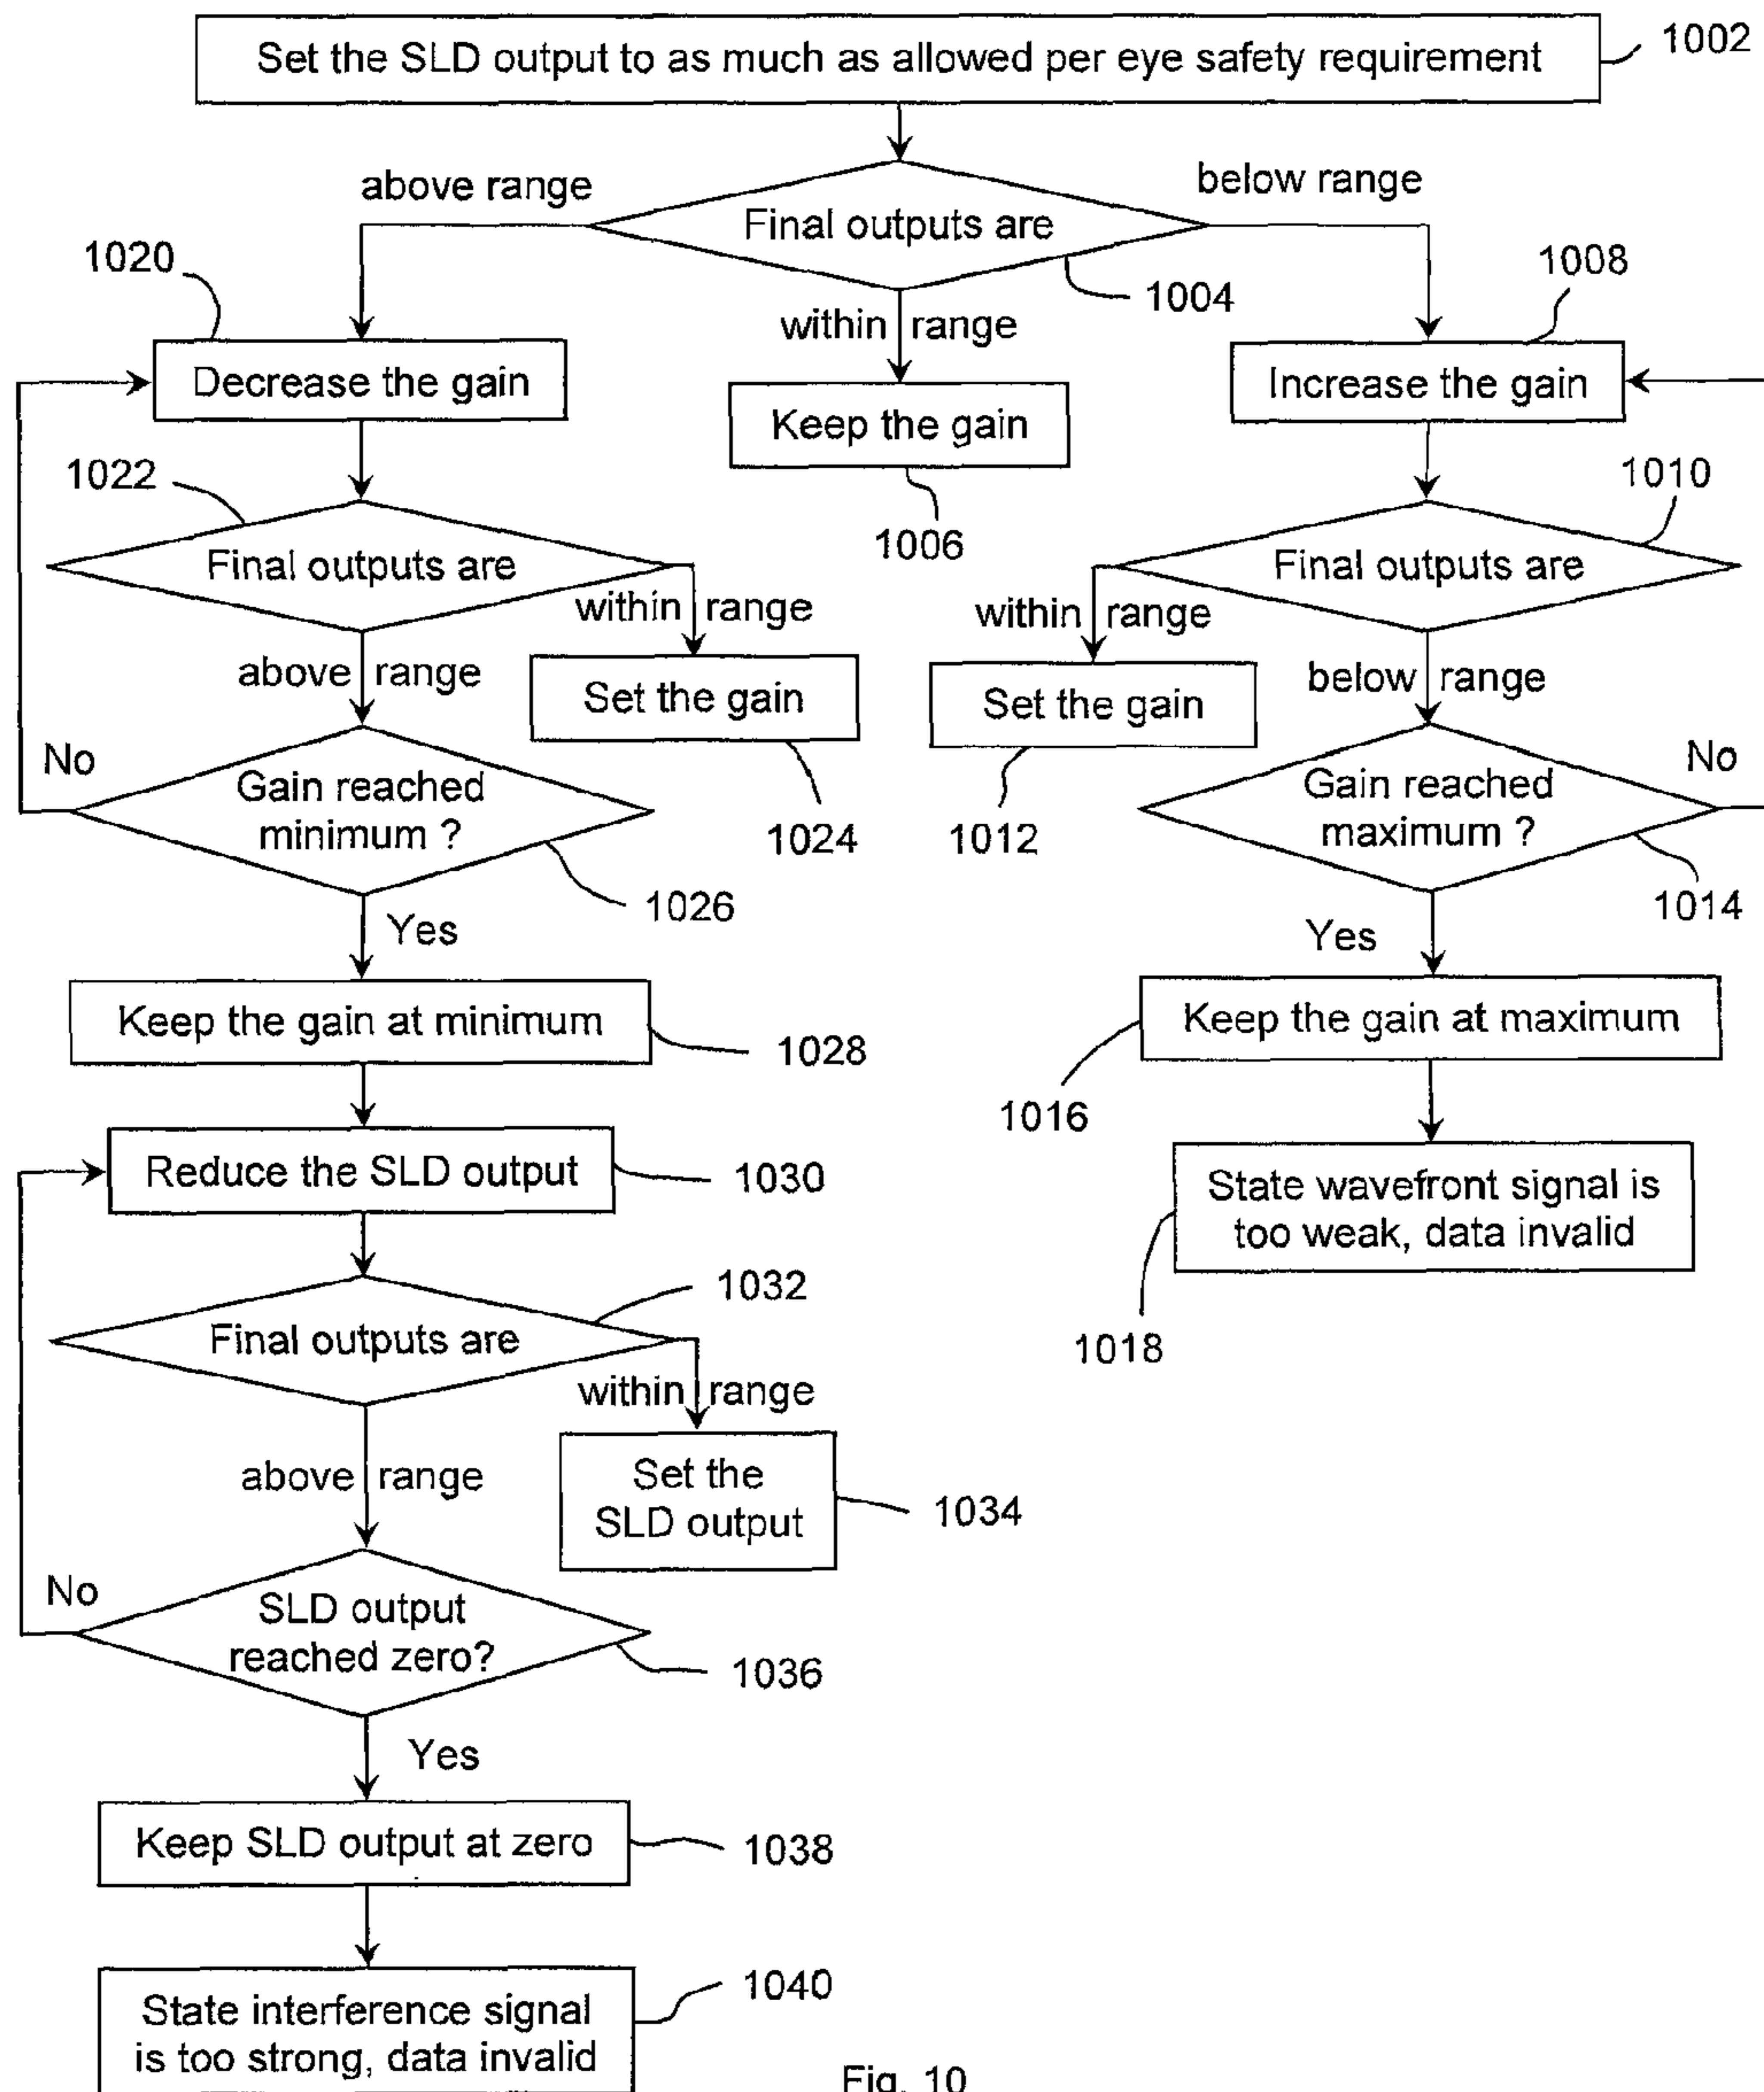 Set the SLD output to as much as allowed per eye safety requirement
1002
above range
below range
Final outputs are
1020
1008
1004
within range
Decrease the gain
Increase the gain
Keep the gain
1022
1010
1006
Final outputs are
Final outputs are
within range
within range
above range
below range
Set the gain
Set the gain
No
No
Gain reached
minimum ?
Gain reached
maximum ?
1024
1012
1026
1014
Yes
Yes
Keep the gain at minimum
Keep the gain at maximum
1028
1016
Reduce the SLD output
1030
State wavefront signal is
too weak, data invalid
1032
Final outputs are
1018
within range
above range
Set the
SLD output
1034
No
SLD output
reached zero?
1036
Yes
Keep SLD output at zero
1038
1040
State interference signal
is too strong, data invalid
Fig. 10